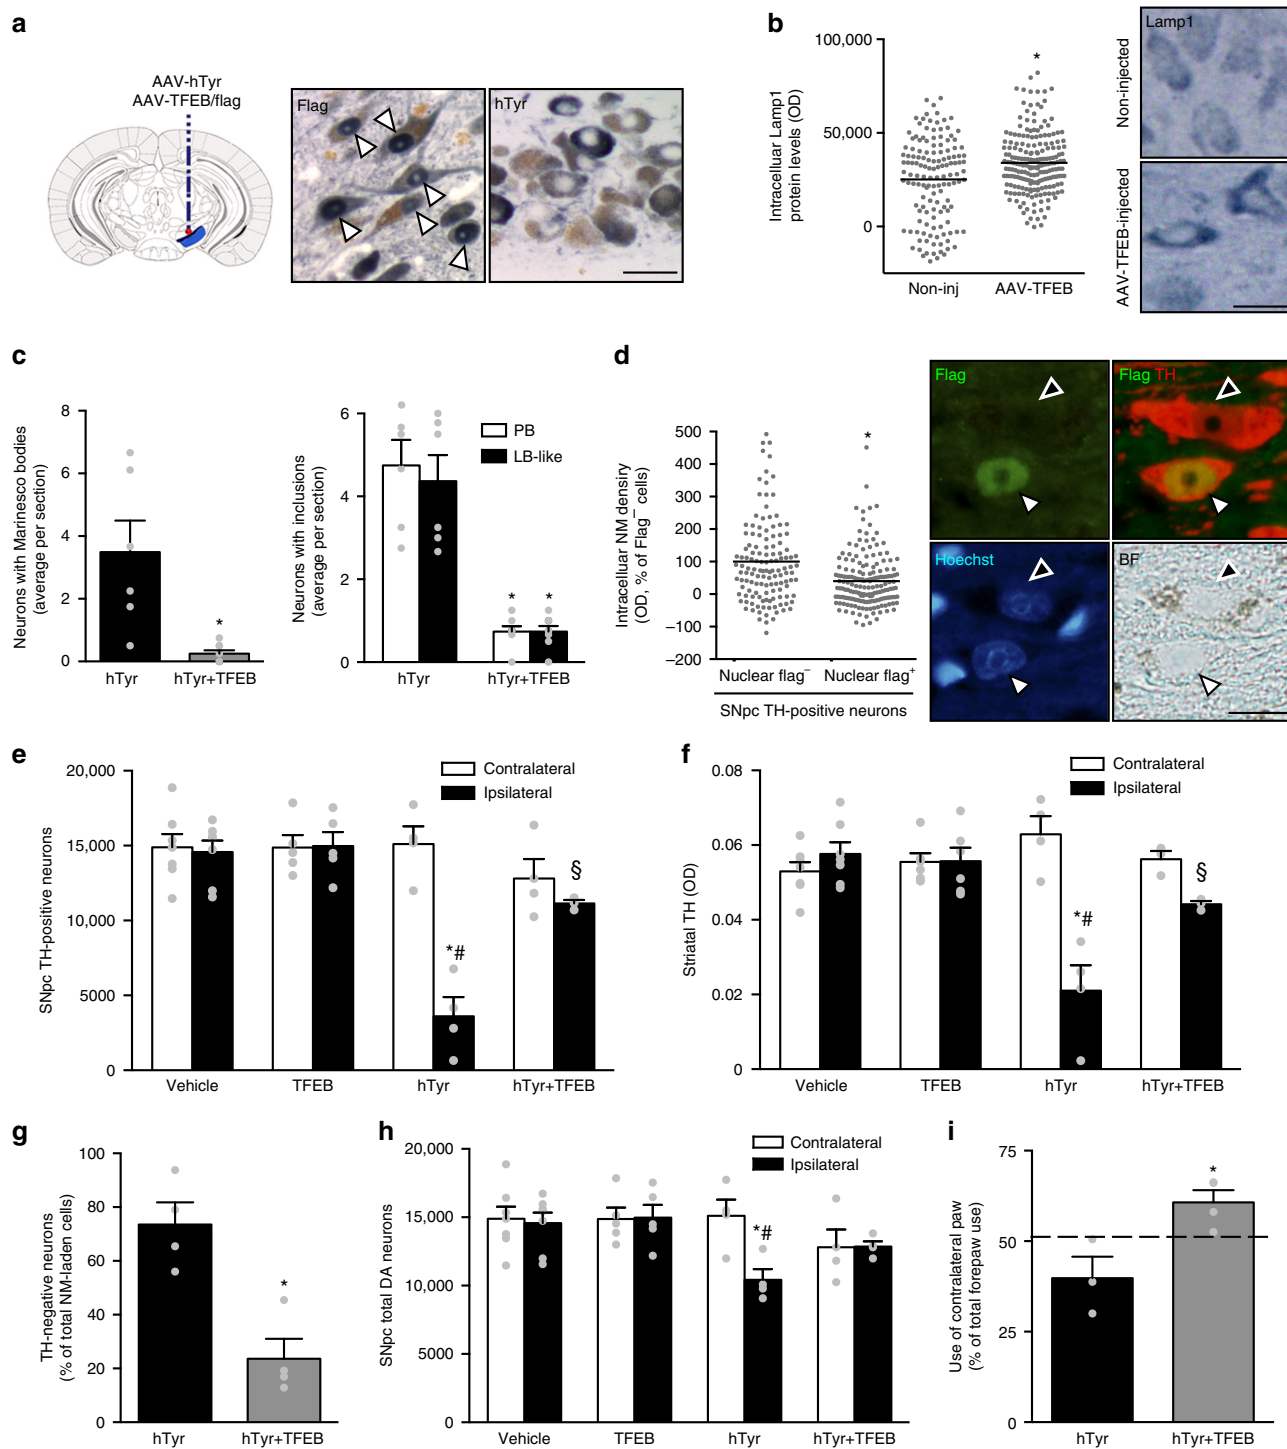 a
AAV-hTyr
AAV-TFEB/flag
Flag
hTyr
b
Intracelluar Lamp1
protein levels (OD)
100,000
50,000
0
*
Non-inj
AAV-TFEB
Non-injected
AAV-TFEB-injected
Lamp1
c
Neurons with Marinesco bodies
(average per section)
8
6
4
2
0
*
hTyr
hTyr+TFEB
Neurons with inclusions
(average per section)
6
4
2
0
PB
LB-like
* *
hTyr
hTyr+TFEB
d
Intracelluar NM density
(OD, % of Flag⁻ cells)
500
400
300
200
100
0
−100
−200
*
Nuclear flag⁻
Nuclear flag⁺
SNpc TH-positive neurons
Flag
Flag TH
Hoechst
BF
e
SNpc TH-positive neurons
20,000
15,000
10,000
5000
0
Contralateral
Ipsilateral
*#
§
Vehicle
TFEB
hTyr
hTyr+TFEB
f
Striatal TH (OD)
0.08
0.06
0.04
0.02
0
Contralateral
Ipsilateral
*#
§
Vehicle
TFEB
hTyr
hTyr+TFEB
g
TH-negative neurons
(% of total NM-laden cells)
100
80
60
40
20
0
*
hTyr
hTyr+TFEB
h
SNpc total DA neurons
20,000
15,000
10,000
5000
0
Contralateral
Ipsilateral
*#
Vehicle
TFEB
hTyr
hTyr+TFEB
i
Use of contralateral paw
(% of total forepaw use)
75
50
25
0
*
hTyr
hTyr+TFEB